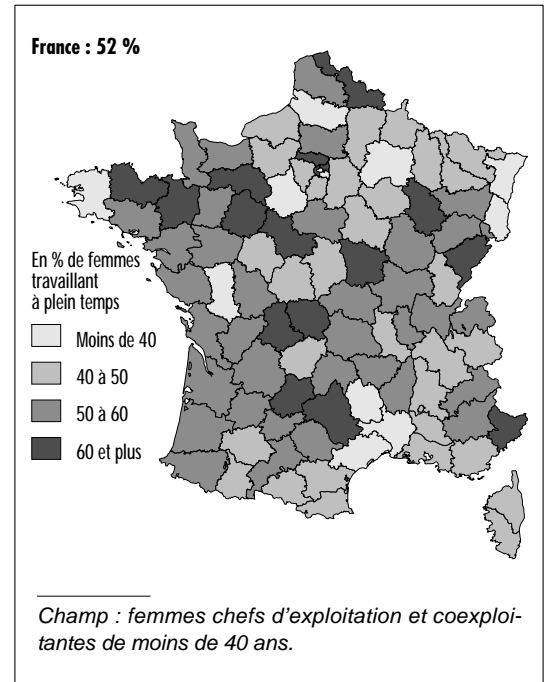 France : 52 %
En % de femmes
travaillant
à plein temps
Moins de 40
40 à 50
50 à 60
60 et plus
Champ : femmes chefs d'exploitation et coexploi-
tantes de moins de 40 ans.